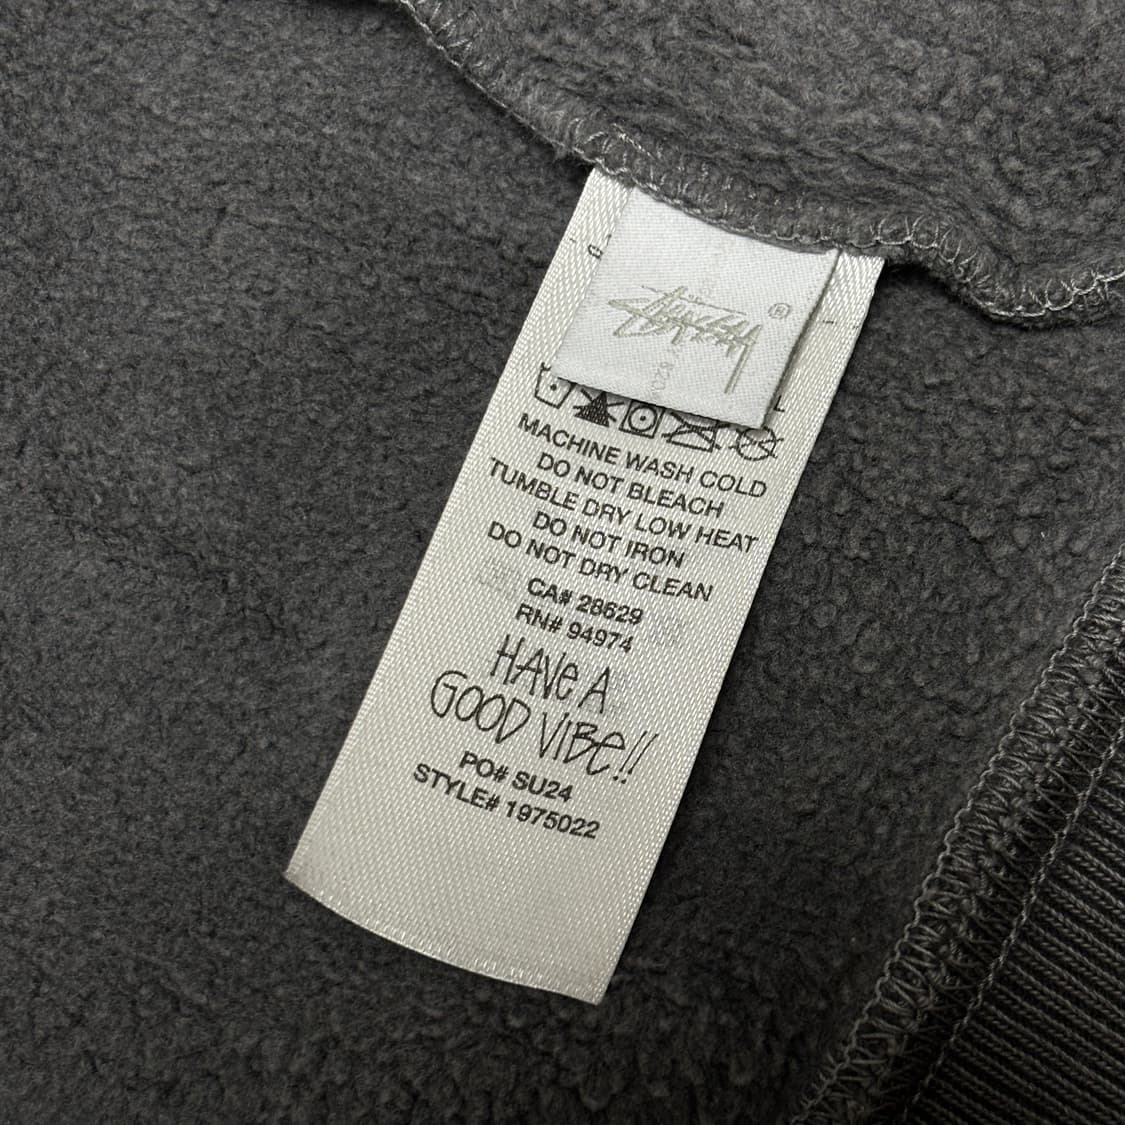 Stüssy ®
MACHINE WASH COLD
DO NOT BLEACH
TUMBLE DRY LOW HEAT
DO NOT IRON
DO NOT DRY CLEAN
CA# 28629
RN# 94974
HAVE A
GOOD VIBe!!
PO# SU24
STYLE# 1975022